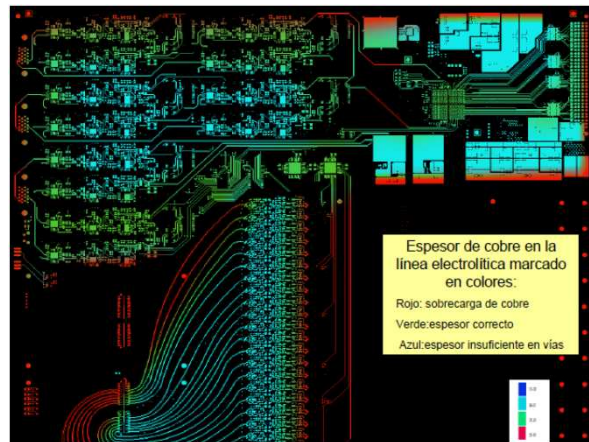 Espesor de cobre en la
línea electrolítica marcado
en colores:
Rojo: sobrecarga de cobre
Verde:espesor correcto
Azul:espesor insuficiente en vías